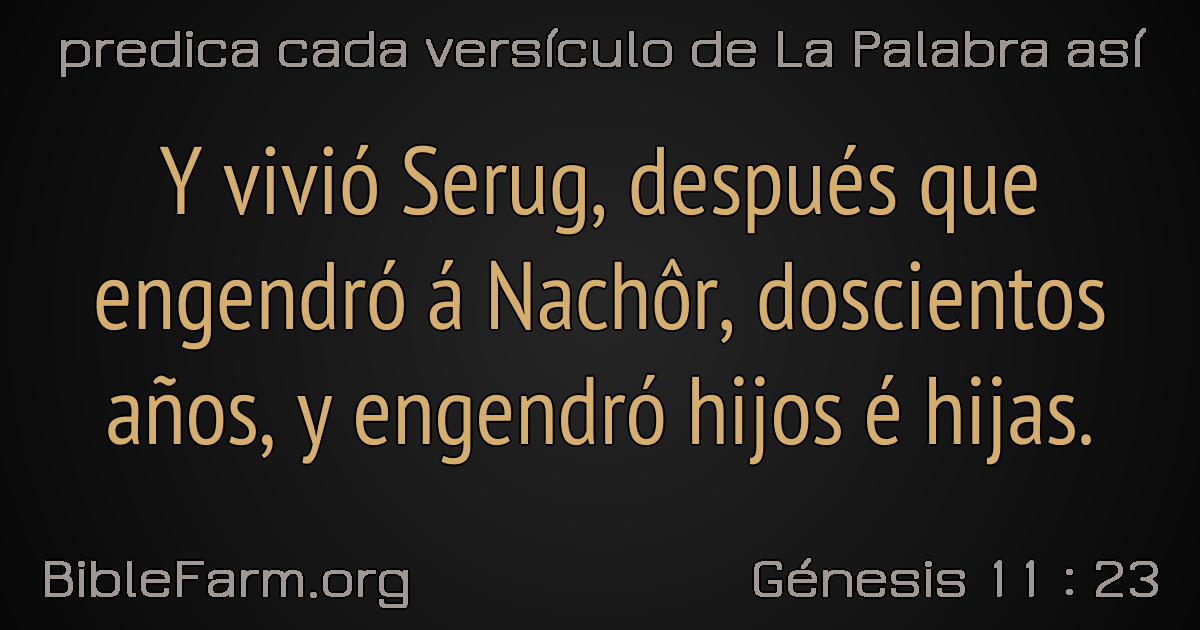 predica cada versículo de La Palabra así
Y vivió Serug, después que
engendró á Nachôr, doscientos
años, y engendró hijos é hijas.
BibleFarm.org
Génesis 11 : 23